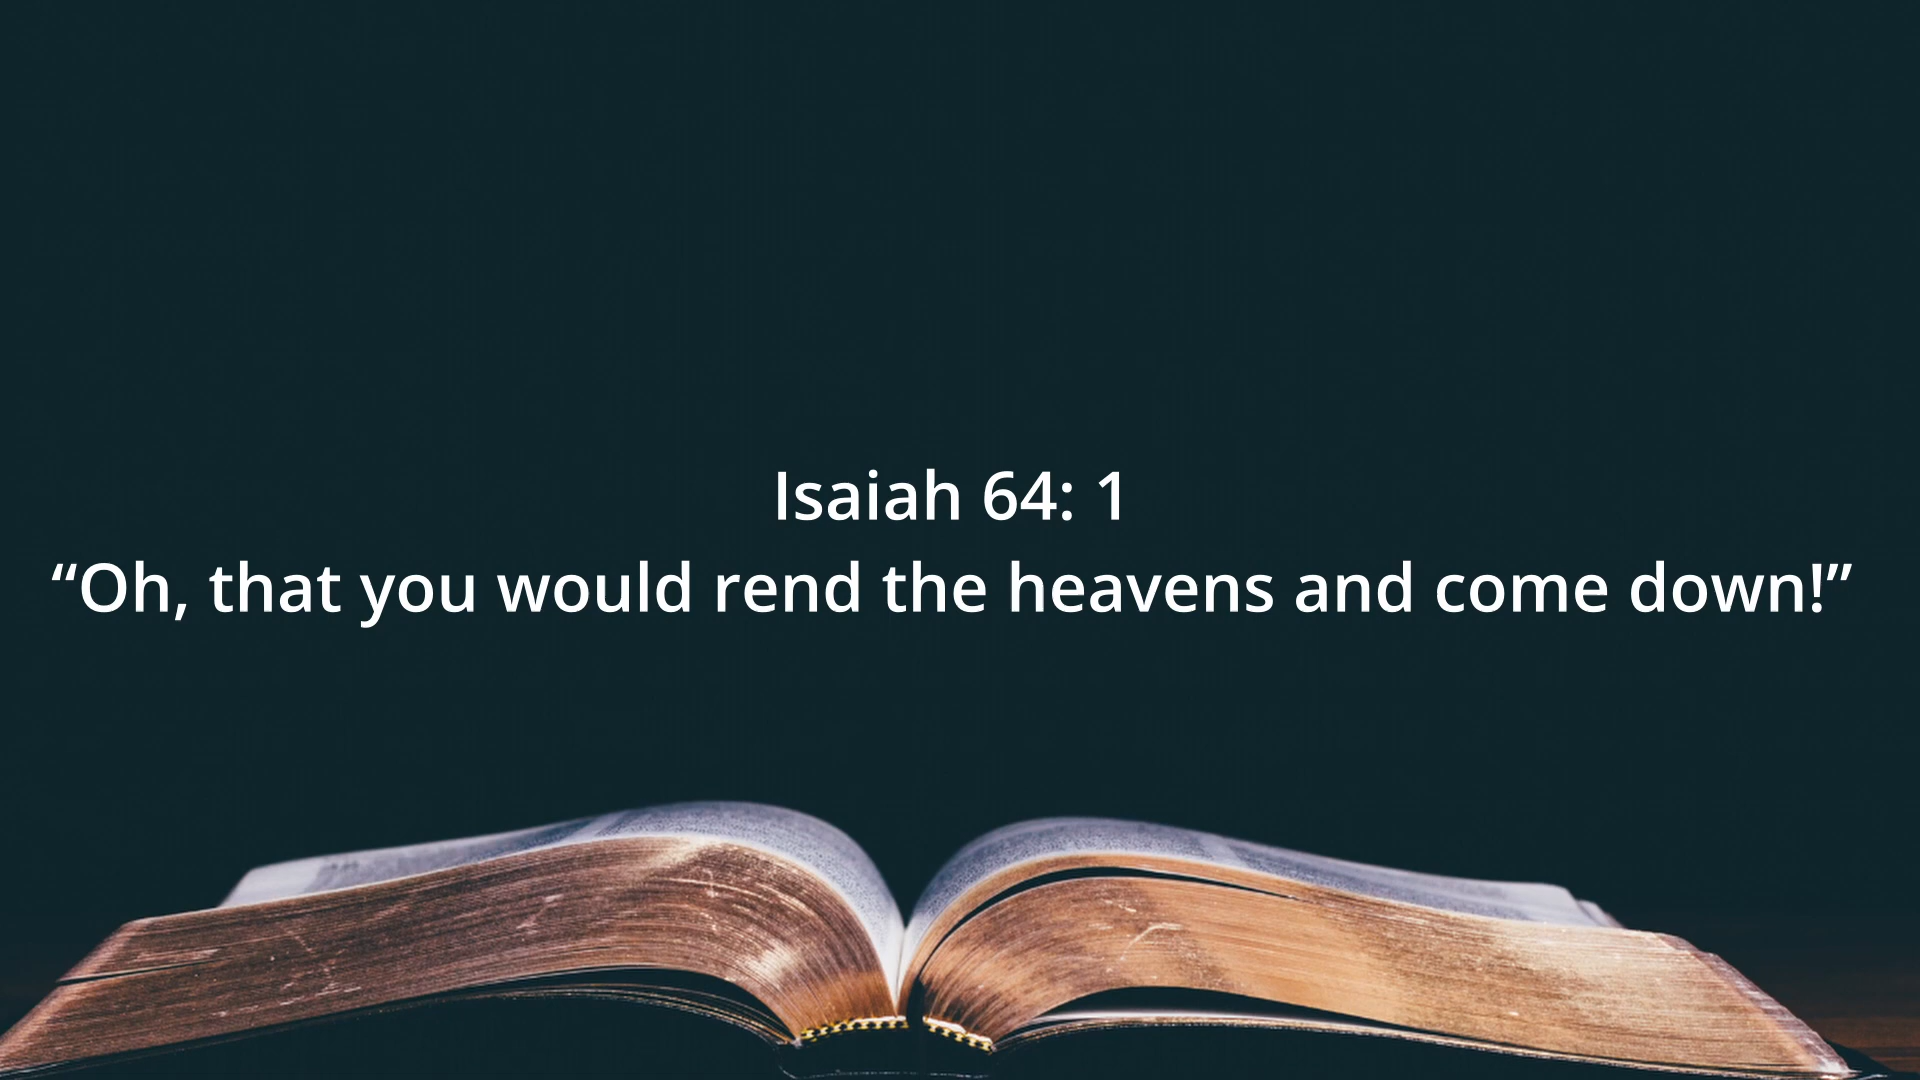 Isaiah 64: 1
“Oh, that you would rend the heavens and come down!”